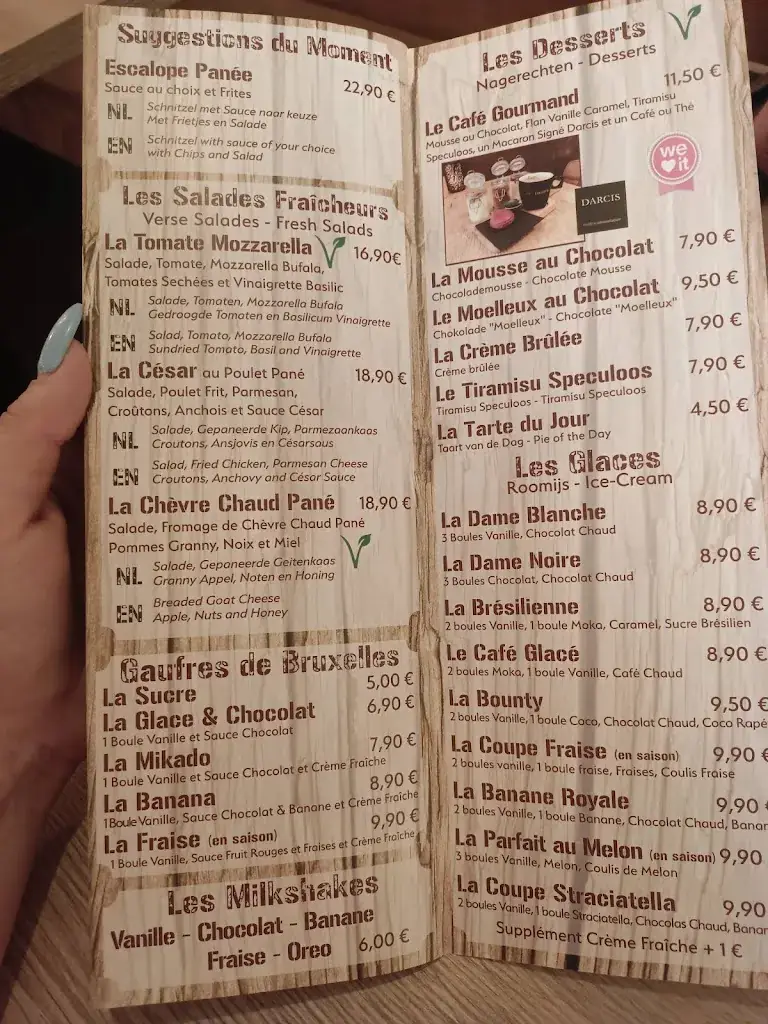 Suggestions du Moment
Escalope Panée 22,90 €
Sauce au choix et Frites
NL Schnitzel met Sauce naar keuze
Met Frietjes en Salade
EN Schnitzel with sauce of your choice
with Chips and Salad
Les Salades Fraîcheurs
Verse Salades - Fresh Salads
La Tomate Mozzarella 16,90€
Salade, Tomate, Mozzarella Bufala,
Tomates Sechées et Vinaigrette Basilic
NL Salade, Tomaten, Mozzarella Bufala
Gedroogde Tomaten en Basilicum Vinaigrette
EN Salad, Tomato, Mozzarella Bufala
Sundried Tomato, Basil and Vinaigrette
La César au Poulet Pané 18,90 €
Salade, Poulet Frit, Parmesan,
Croûtons, Anchois et Sauce César
NL Salade, Gepaneerde Kip, Parmezaankaas
Croutons, Ansjovis en Césarsaus
EN Salad, Fried Chicken, Parmesan Cheese
Croutons, Anchovy and César Sauce
La Chèvre Chaud Pané 18,90 €
Salade, Fromage de Chèvre Chaud Pané
Pommes Granny, Noix et Miel
NL Salade, Gepaneerde Geitenkaas
Granny Appel, Noten en Honing
EN Breaded Goat Cheese
Apple, Nuts and Honey
Gaufres de Bruxelles
La Sucre 5,00 €
La Glace & Chocolat 6,90 €
1 Boule Vanille et Sauce Chocolat
La Mikado 7,90 €
1 Boule Vanille et Sauce Chocolat et Crème Fraîche
La Banana 8,90 €
1 Boule Vanille, Sauce Chocolat & Banane et Crème Fraîche
La Fraise (en saison) 9,90 €
1 Boule Vanille, Sauce Fruit Rouges et Fraises et Crème Fraîche
Les Milkshakes
Vanille - Chocolat - Banane
Fraise - Oreo 6,00 €
Les Desserts
Nagerechten - Desserts
Le Café Gourmand 11,50 €
Mousse au Chocolat, Flan Vanille Caramel, Tiramisu
Speculoos, un Macaron Signé Darcis et un Café ou Thé
we
it
DARCIS
La Mousse au Chocolat 7,90 €
Chocolademousse - Chocolate Mousse
Le Moelleux au Chocolat 9,50 €
Chokolade "Moelleux" - Chocolate "Moelleux"
La Crème Brûlée 7,90 €
Crème brûlée
Le Tiramisu Speculoos 7,90 €
Tiramisu Speculoos - Tiramisu Speculoos
La Tarte du Jour 4,50 €
Taart van de Dag - Pie of the Day
Les Glaces
Roomijs - Ice-Cream
La Dame Blanche 8,90 €
3 Boules Vanille, Chocolat Chaud
La Dame Noire 8,90 €
3 Boules Chocolat, Chocolat Chaud
La Brésilienne 8,90 €
2 boules Vanille, 1 boule Moka, Caramel, Sucre Brésilien
Le Café Glacé 8,90 €
2 boules Moka, 1 boule Vanille, Café Chaud
La Bounty 9,50 €
2 boules Vanille, 1 boule Coco, Chocolat Chaud, Coco Rapé
La Coupe Fraise (en saison) 9,90 €
2 boules vanille, 1 boule fraise, Fraises, Coulis Fraise
La Banane Royale 9,90 €
2 boules Vanille, 1 boule Banane, Chocolat Chaud, Banan
La Parfait au Melon (en saison) 9,90
3 boules Vanille, Melon, Coulis de Melon
La Coupe Straciatella 9,90
2 boules Vanille, 1 boule Straciatella, Chocolas Chaud, Banan
Supplément Crème Fraîche + 1 €